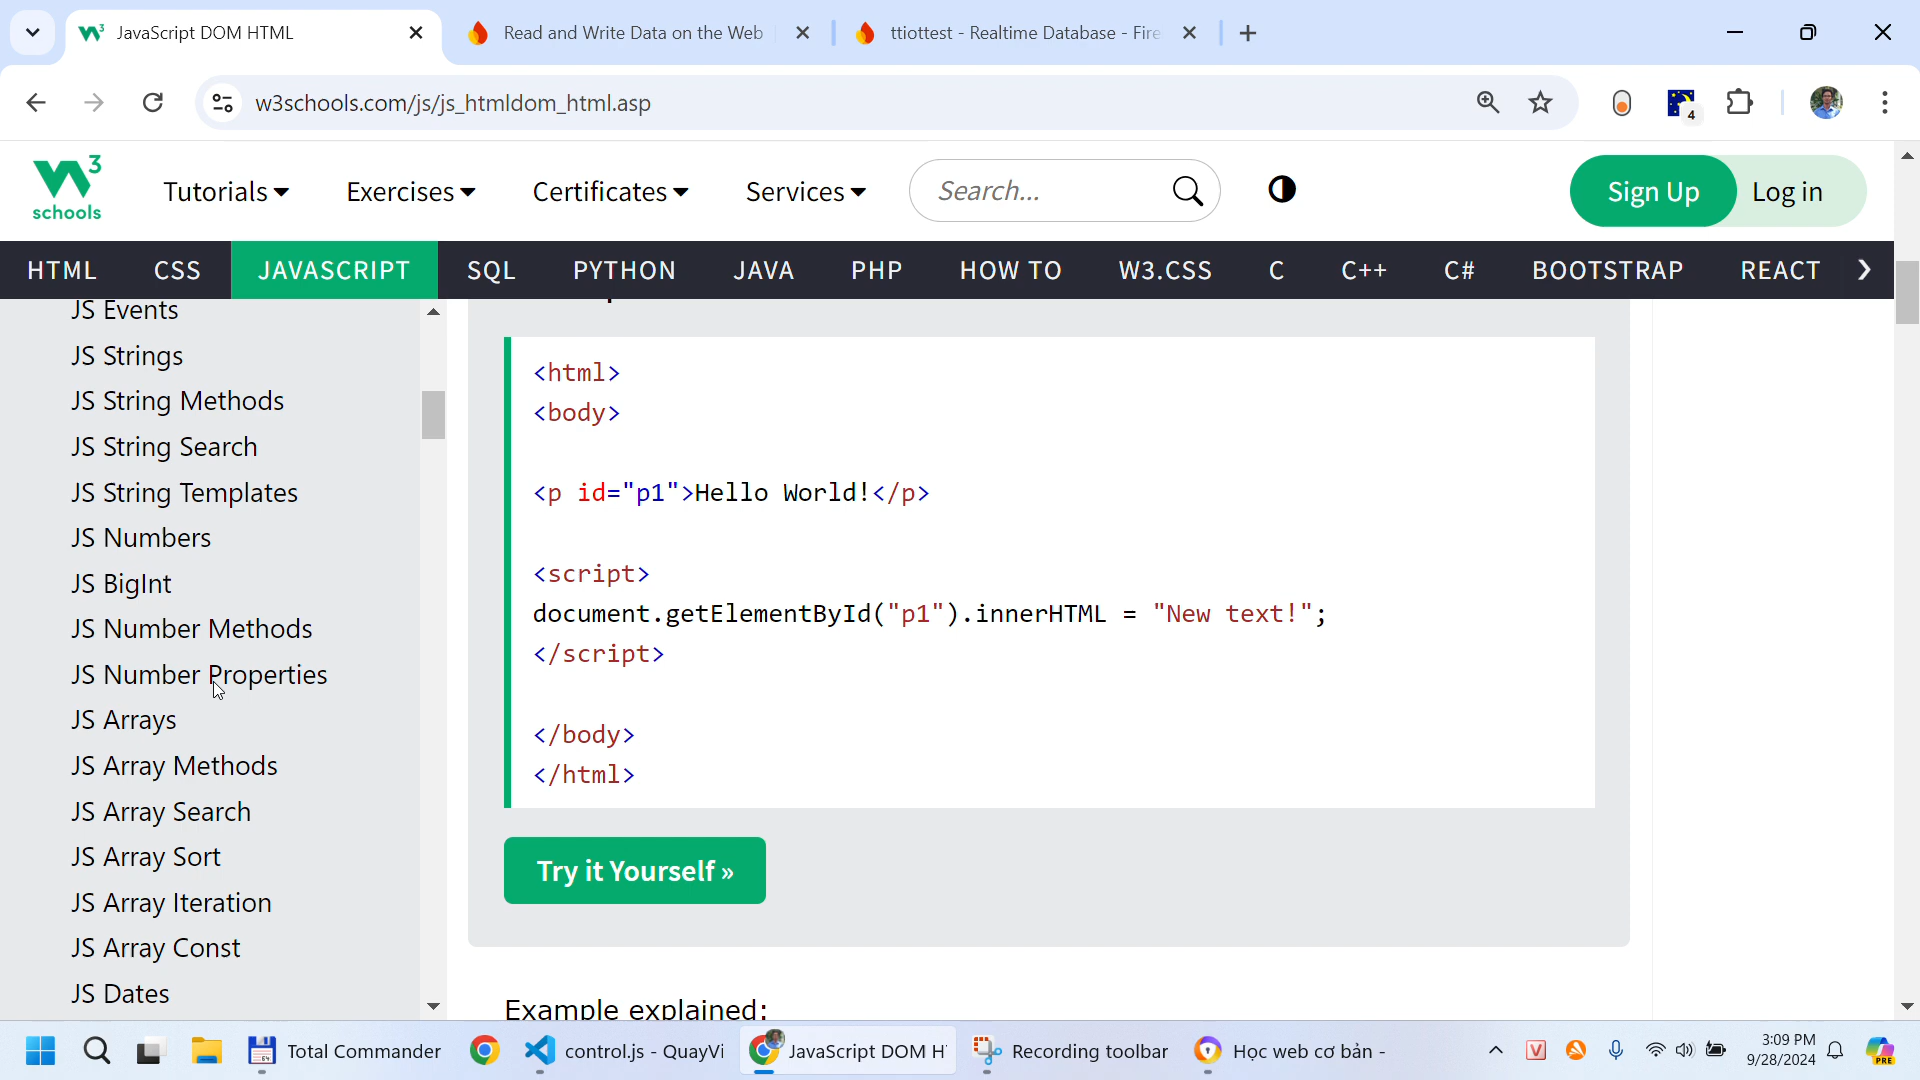 JavaScript DOM HTML
Read and Write Data on the Web
ttiottest - Realtime Database - Fire
w3schools.com/js/js_htmldom_html.asp
4
W3
schools
Tutorials
Exercises
Certificates
Services
Search...
Sign Up
Log in
HTML
CSS
JAVASCRIPT
SQL
PYTHON
JAVA
PHP
HOW TO
W3.CSS
C
C++
C#
BOOTSTRAP
REACT
JS Events
JS Strings
JS String Methods
JS String Search
JS String Templates
JS Numbers
JS BigInt
JS Number Methods
JS Number Properties
JS Arrays
JS Array Methods
JS Array Search
JS Array Sort
JS Array Iteration
JS Array Const
JS Dates
<html>
<body>
<p id="p1">Hello World!</p>
<script>
document.getElementById("p1").innerHTML = "New text!";
</script>
</body>
</html>
Try it Yourself »
Example explained:
Total Commander
control.js - QuayVi
JavaScript DOM H
Recording toolbar
Học web cơ bản -
V
3:09 PM
9/28/2024
PRE